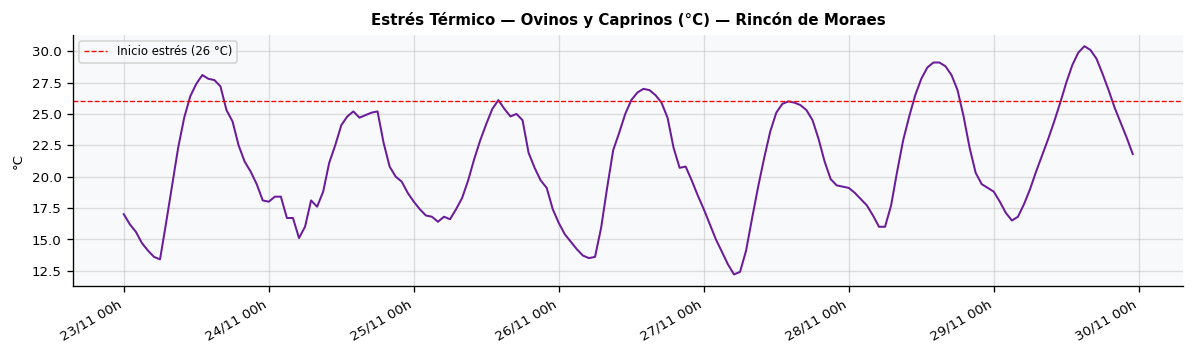 Estrés Térmico — Ovinos y Caprinos (°C) — Rincón de Moraes
Inicio estrés (26 °C)
°C
30.0
27.5
25.0
22.5
20.0
17.5
15.0
12.5
23/11 00h
24/11 00h
25/11 00h
26/11 00h
27/11 00h
28/11 00h
29/11 00h
30/11 00h